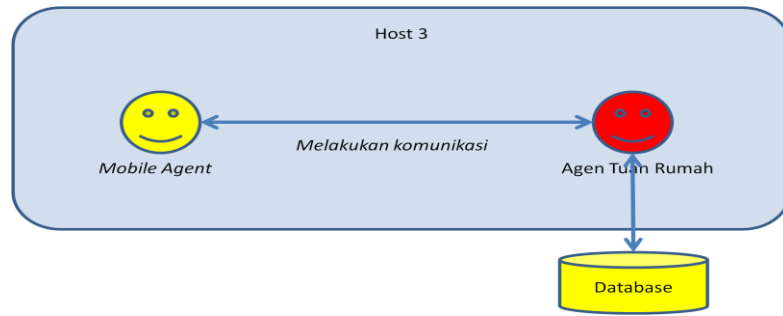 Host 3
Melakukan komunikasi
Mobile Agent
Agen Tuan Rumah
Database